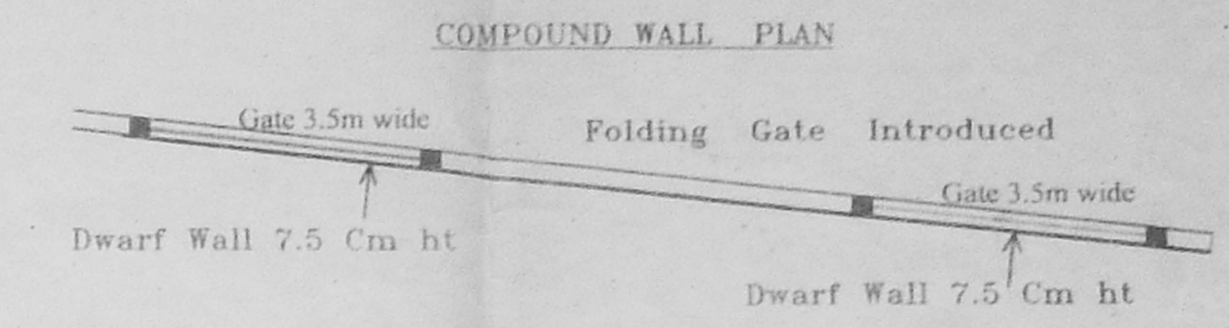 COMPOUND WALL PLAN
Gate 3.5m wide
Folding Gate Introduced
Gate 3.5m wide
Dwarf Wall 7.5 Cm ht
Dwarf Wall 7.5 Cm ht